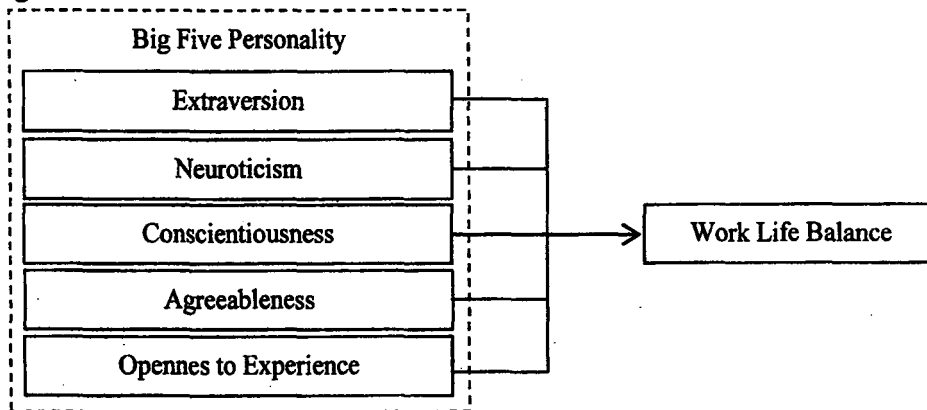 Big Five Personality
Extraversion
Neuroticism
Conscientiousness
Work Life Balance
Agreeableness
Opennes to Experience